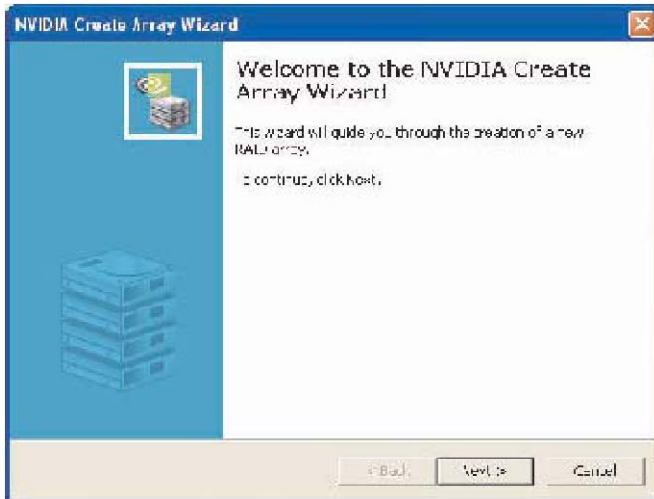 NVIDIA Create Array Wizard
Welcome to the NVIDIA Create
Array Wizard
This wizard will guide you through the creation of a new
RAID array.
To continue, click Next.
< Back
Next >
Cancel